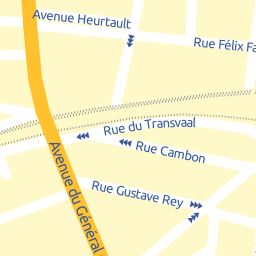 Avenue Heurtault
Rue Félix Fa
Rue du Transvaal
Rue Cambon
Avenue du Général
Rue Gustave Rey